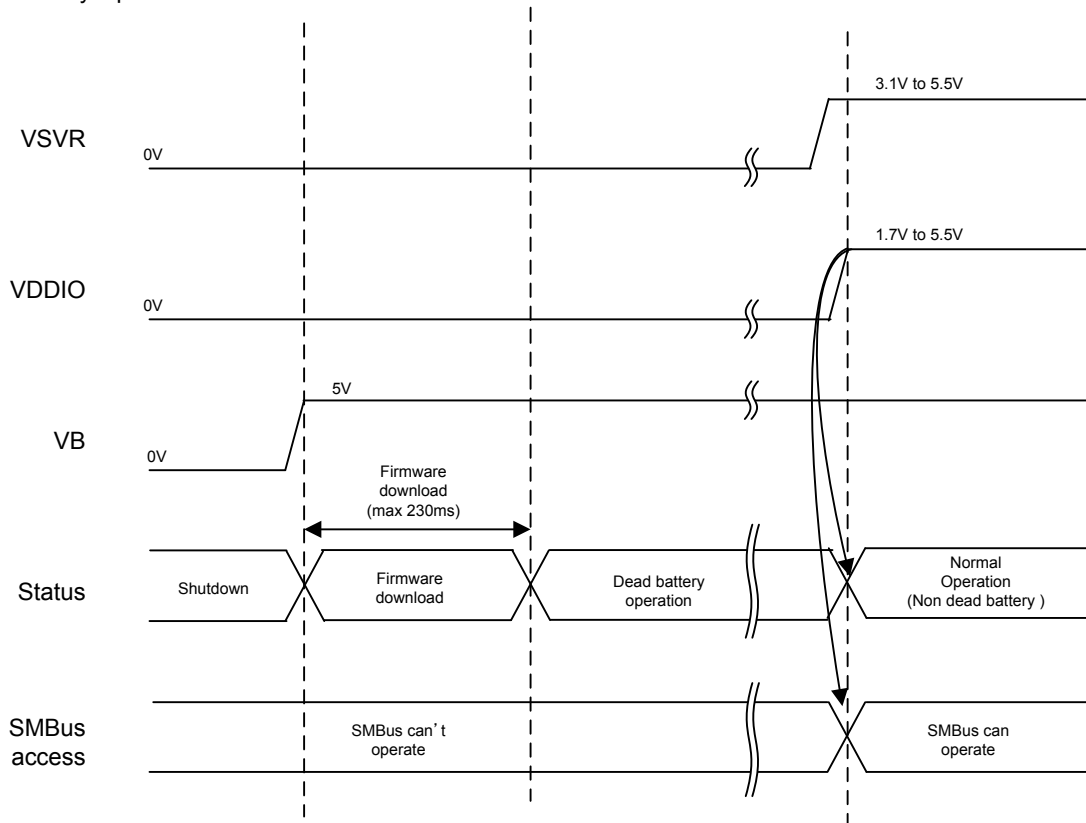 3.1V to 5.5V
VSVR
0V
1.7V to 5.5V
VDDIO
0V
5V
VB
0V
Firmware
download
(max 230ms)
Status
Shutdown
Firmware
download
Dead battery
operation
Normal
Operation
(Non dead battery )
SMBus
access
SMBus can’t
operate
SMBus can
operate